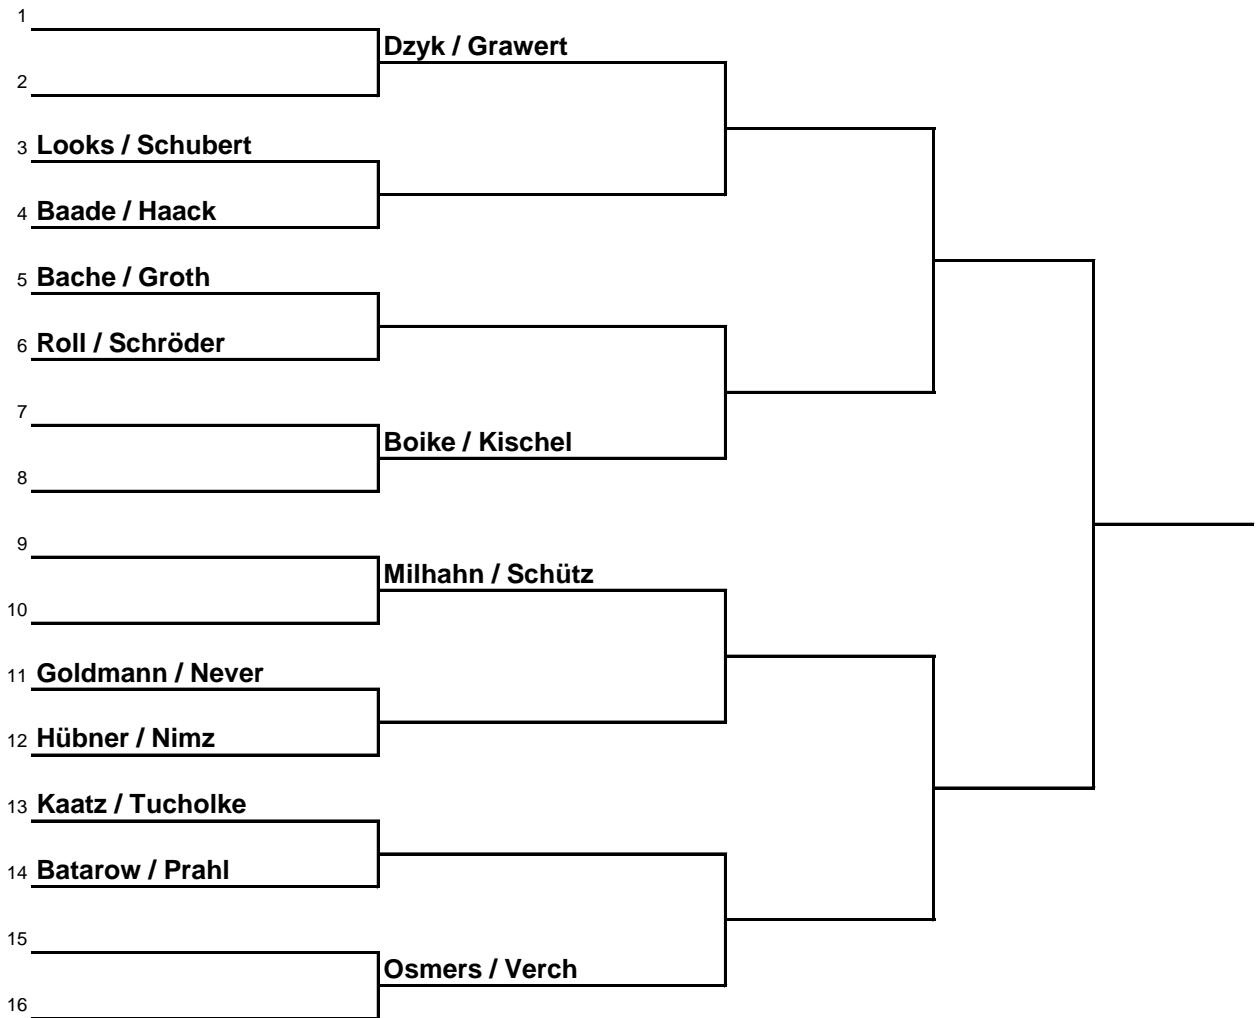 1
Dzyk / Grawert
2
3 Looks / Schubert
4 Baade / Haack
5 Bache / Groth
6 Roll / Schröder
7
Boike / Kischel
8
9
Milhahn / Schütz
10
11 Goldmann / Never
12 Hübner / Nimz
13 Kaatz / Tucholke
14 Batarow / Prahl
15
Osmers / Verch
16